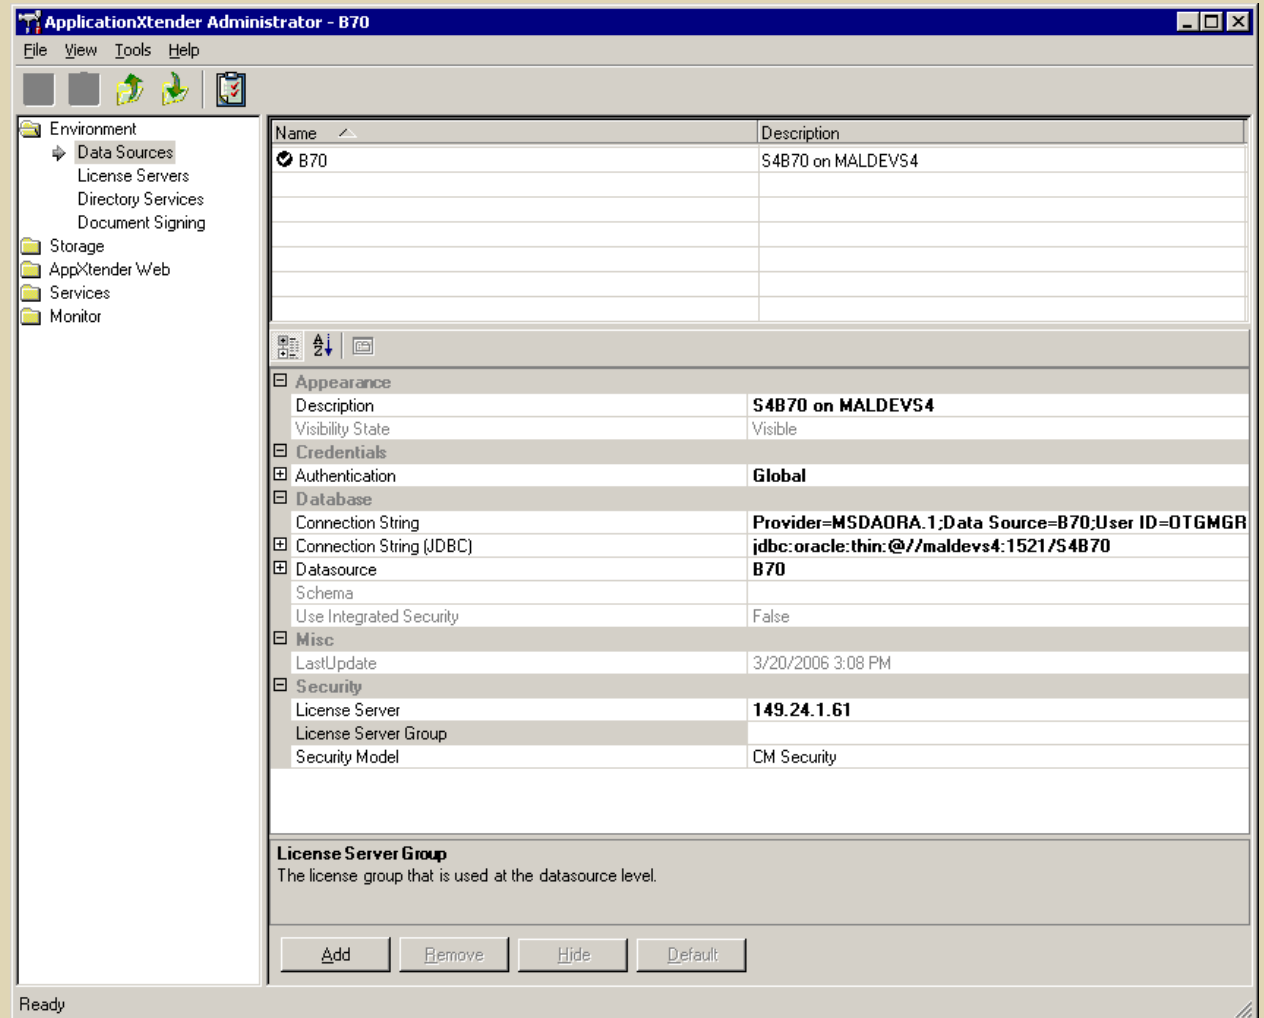 ApplicationXtender Administrator - B70
File View Tools Help
Environment
Data Sources
License Servers
Directory Services
Document Signing
Storage
AppXtender Web
Services
Monitor
Name Description
B70 S4B70 on MALDEVS4
Appearance
Description S4B70 on MALDEVS4
Visibility State Visible
Credentials
Authentication Global
Database
Connection String Provider=MSDAORA.1;Data Source=B70;User ID=OTGMGR
Connection String (JDBC) jdbc:oracle:thin:@//maldevs4:1521/S4B70
Datasource B70
Schema
Use Integrated Security False
Misc
LastUpdate 3/20/2006 3:08 PM
Security
License Server 149.24.1.61
License Server Group
Security Model CM Security
License Server Group
The license group that is used at the datasource level.
Add Remove Hide Default
Ready